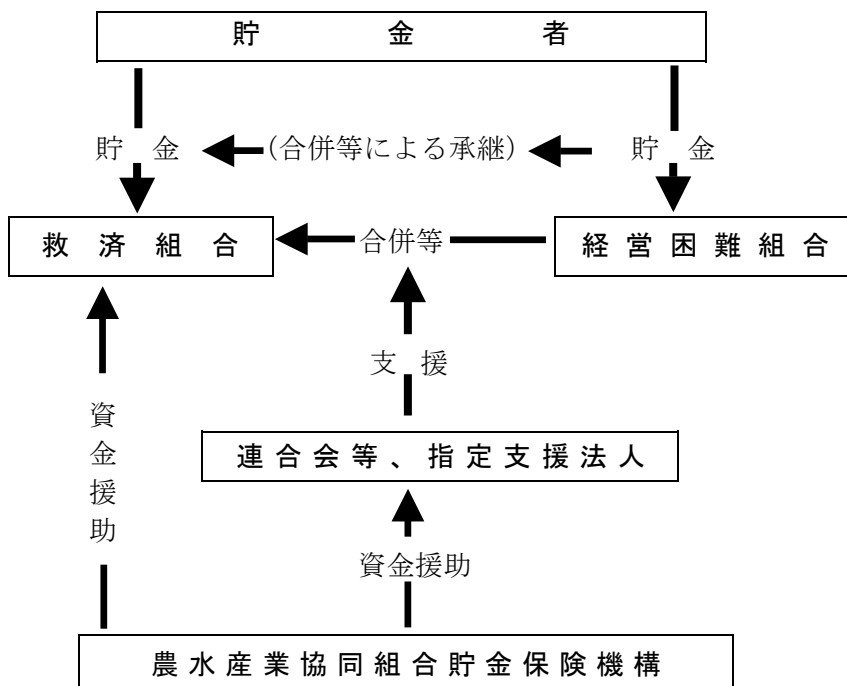 貯金者
貯金
(合併等による承継)
貯金
救済組合
合併等
経営困難組合
支援
資金援助
連合会等、指定支援法人
資金援助
農水産業協同組合貯金保険機構